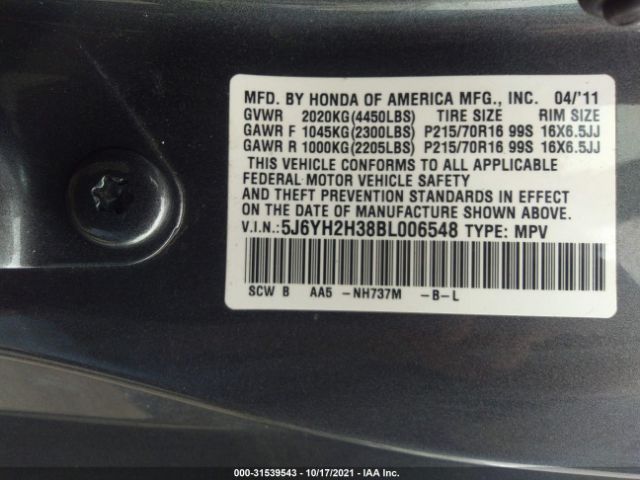 MFD. BY HONDA OF AMERICA MFG., INC. 04/'11
GVWR 2020KG(4450LBS) TIRE SIZE RIM SIZE
GAWR F 1045KG(2300LBS) P215/70R16 99S 16X6.5JJ
GAWR R 1000KG(2205LBS) P215/70R16 99S 16X6.5JJ
THIS VEHICLE CONFORMS TO ALL APPLICABLE
FEDERAL MOTOR VEHICLE SAFETY
AND THEFT PREVENTION STANDARDS IN EFFECT
ON THE DATE OF MANUFACTURE SHOWN ABOVE.
V.I.N.: 5J6YH2H38BL006548 TYPE: MPV
SCW B AA5 -NH737M -B-L
000-31539543 - 10/17/2021 - IAA Inc.